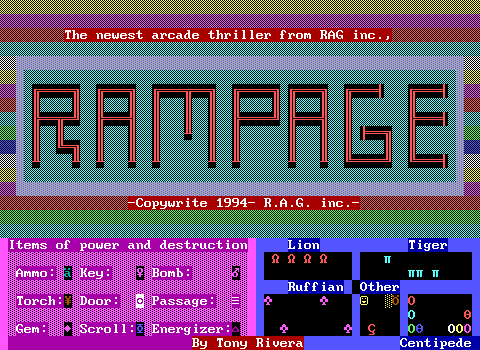 The newest arcade thriller from RAG inc.,
RAMPAGE
-Copywrite 1994- R.A.G. inc.-
Items of power and destruction
Lion
Tiger
Ammo: Key: Bomb:
Ruffian
Other
Torch: Door: Passage:
Gem: Scroll: Energizer:
By Tony Rivera
Centipede